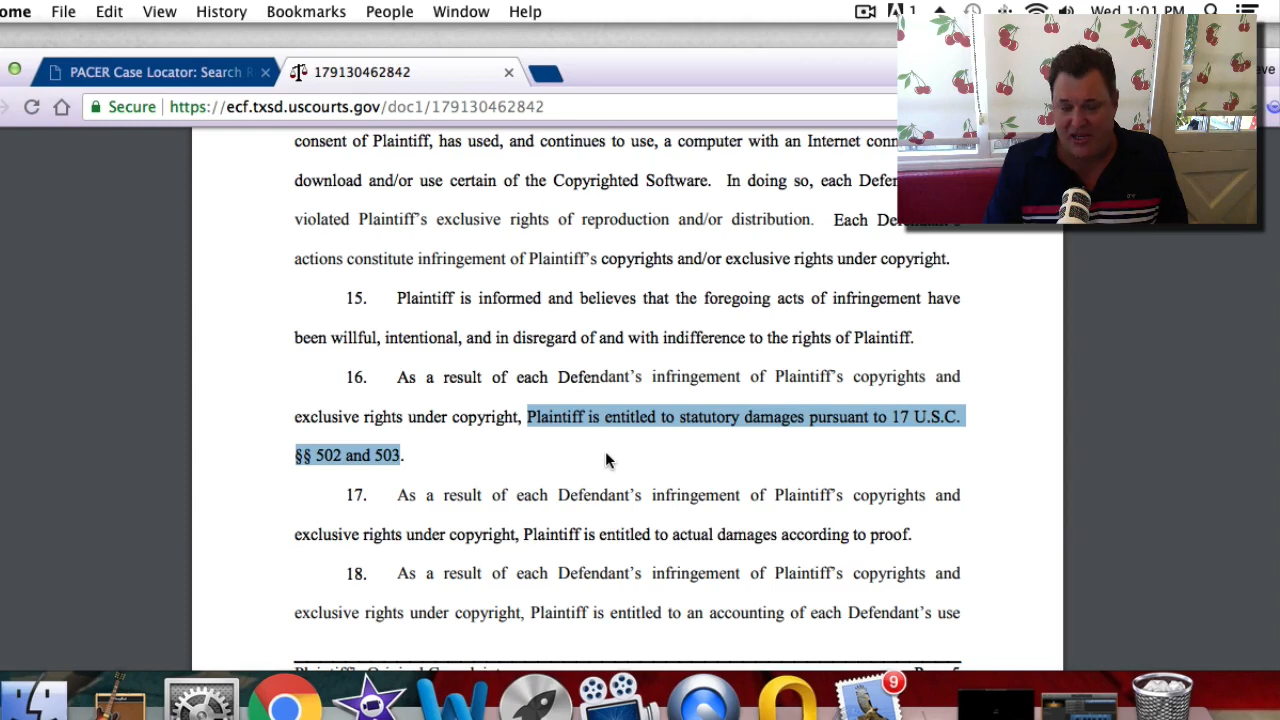 ome File Edit View History Bookmarks People Window Help 1 Wed 1:01 PM
PACER Case Locator: Search R 179130462842
Secure https://ecf.txsd.uscourts.gov/doc1/179130462842
consent of Plaintiff, has used, and continues to use, a computer with an Internet
download and/or use certain of the Copyrighted Software. In doing so, each
violated Plaintiff's exclusive rights of reproduction and/or distribution. Each
actions constitute infringement of Plaintiff's copyrights and/or exclusive rights under copyright.
15. Plaintiff is informed and believes that the foregoing acts of infringement have
been willful, intentional, and in disregard of and with indifference to the rights of Plaintiff.
16. As a result of each Defendant's infringement of Plaintiff's copyrights and
exclusive rights under copyright, Plaintiff is entitled to statutory damages pursuant to 17 U.S.C.
§§ 502 and 503.
17. As a result of each Defendant's infringement of Plaintiff's copyrights and
exclusive rights under copyright, Plaintiff is entitled to actual damages according to proof.
18. As a result of each Defendant's infringement of Plaintiff's copyrights and
exclusive rights under copyright, Plaintiff is entitled to an accounting of each Defendant's use
9